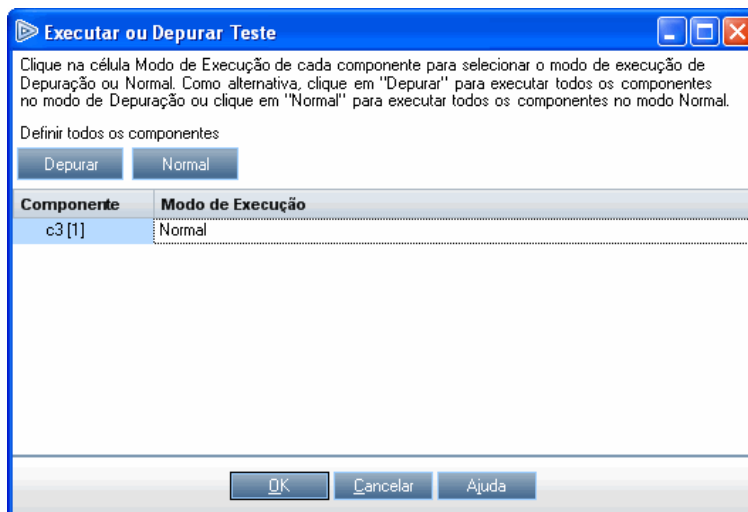 Executar ou Depurar Teste
Clique na célula Modo de Execução de cada componente para selecionar o modo de execução de
Depuração ou Normal. Como alternativa, clique em "Depurar" para executar todos os componentes
no modo de Depuração ou clique em "Normal" para executar todos os componentes no modo Normal.
Definir todos os componentes
Depurar Normal
Componente Modo de Execução
c3 [1] Normal
OK Cancelar Ajuda